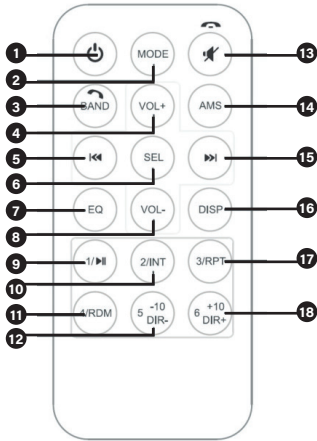 1
MODE
13
2
3
BAND
VOL+
AMS
14
4
5
SEL
15
6
7
EQ
VOL-
DISP
16
8
9
1/
2/INT
3/RPT
17
10
11
4/RDM
5 -10
DIR-
6 +10
DIR+
18
12